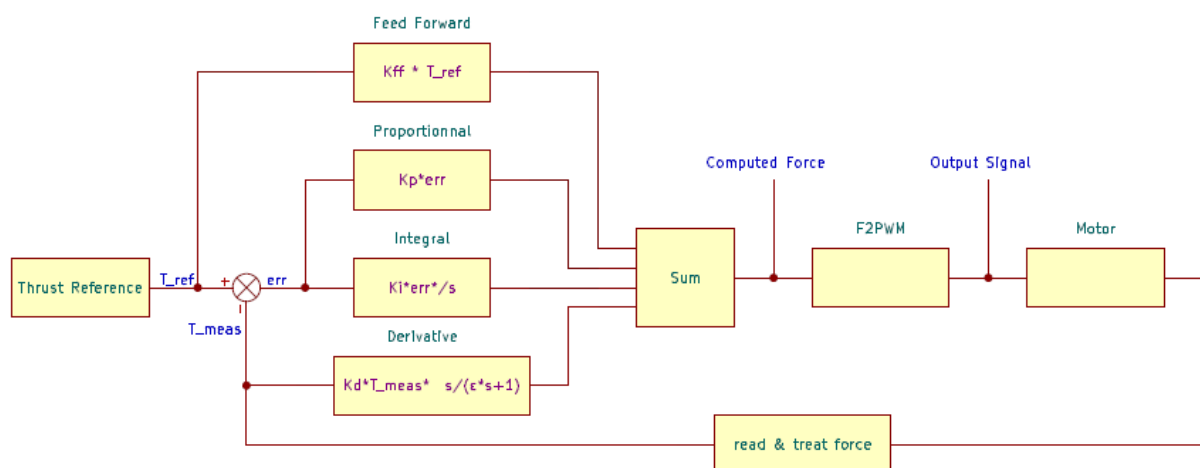 Feed Forward
Kff * T_ref
Proportionnal
Kp*err
Computed Force
Output Signal
Integral
F2PWM
Motor
Thrust Reference
T_ref
+
err
Ki*err*/s
Sum
-
T_meas
Derivative
Kd*T_meas* s/(ε*s+1)
read & treat force